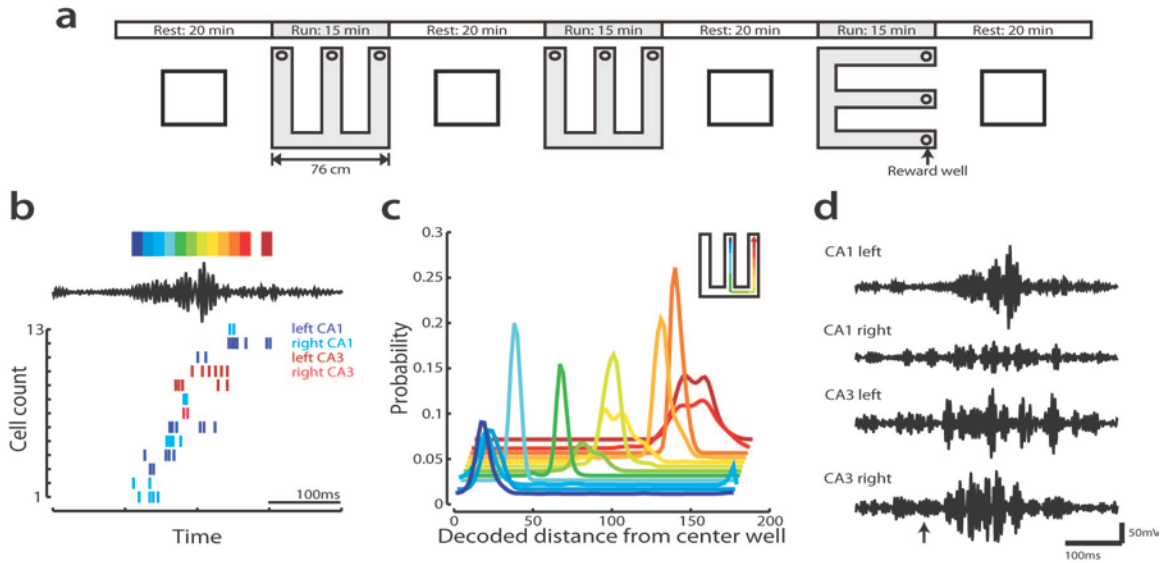 a
Rest: 20 min Run: 15 min Rest: 20 min Run: 15 min Rest: 20 min Run: 15 min Rest: 20 min
76 cm
Reward well
b
13
left CA1
right CA1
left CA3
right CA3
Cell count
1
100ms
Time
c
0.3
0.25
0.2
0.15
0.1
0.05
0
Probability
0 50 100 150 200
Decoded distance from center well
d
CA1 left
CA1 right
CA3 left
CA3 right
50mV
100ms